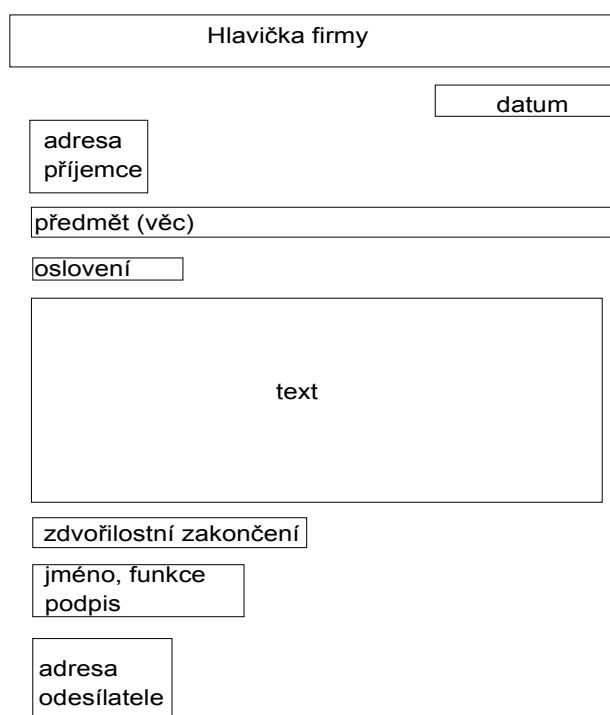 Hlavička firmy
datum
adresa
příjemce
předmět (věc)
oslovení
text
zdvořilostní zakončení
jméno, funkce
podpis
adresa
odesílatele